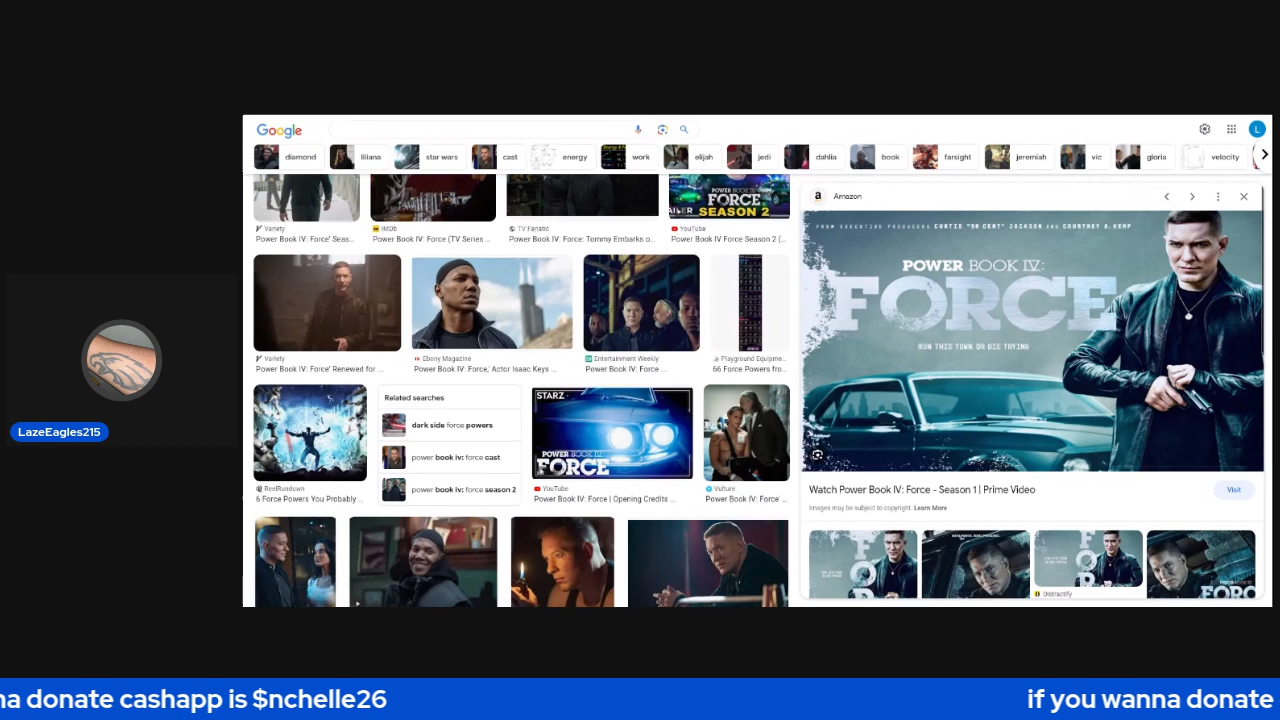 Google
diamond
liliana
star wars
cast
energy
work
elijah
jedi
dahlia
book
farsight
jeremiah
vic
gloria
velocity
L
POWER BOOK IV:
FORCE
SEASON 2
Variety
Power Book IV: Force' Seas...
IMDb
Power Book IV: Force (TV Series ...
TV Fanatic
Power Book IV: Force: Tommy Embarks o...
YouTube
Power Book IV Force Season 2 (...
Variety
Power Book IV: Force' Renewed for ...
Ebony Magazine
Power Book IV: Force,' Actor Isaac Keys ...
Entertainment Weekly
Power Book IV: Force ...
Playground Equipme...
66 Force Powers fro...
Related searches
dark side force powers
power book iv: force cast
power book iv: force season 2
STARZ
POWER BOOK IV:
FORCE
ReelRundown
6 Force Powers You Probably ...
YouTube
Power Book IV: Force | Opening Credits ...
Vulture
Power Book IV: Force' ...
a
Amazon
FROM EXECUTIVE PRODUCERS CURTIS "50 CENT" JACKSON AND COURTNEY A. KEMP
POWER BOOK IV:
FORCE
RUN THIS TOWN OR DIE TRYING
Watch Power Book IV: Force - Season 1 | Prime Video
Visit
Images may be subject to copyright. Learn More
Distractify
LazeEagles215
na donate cashapp is $nchelle26
if you wanna donate